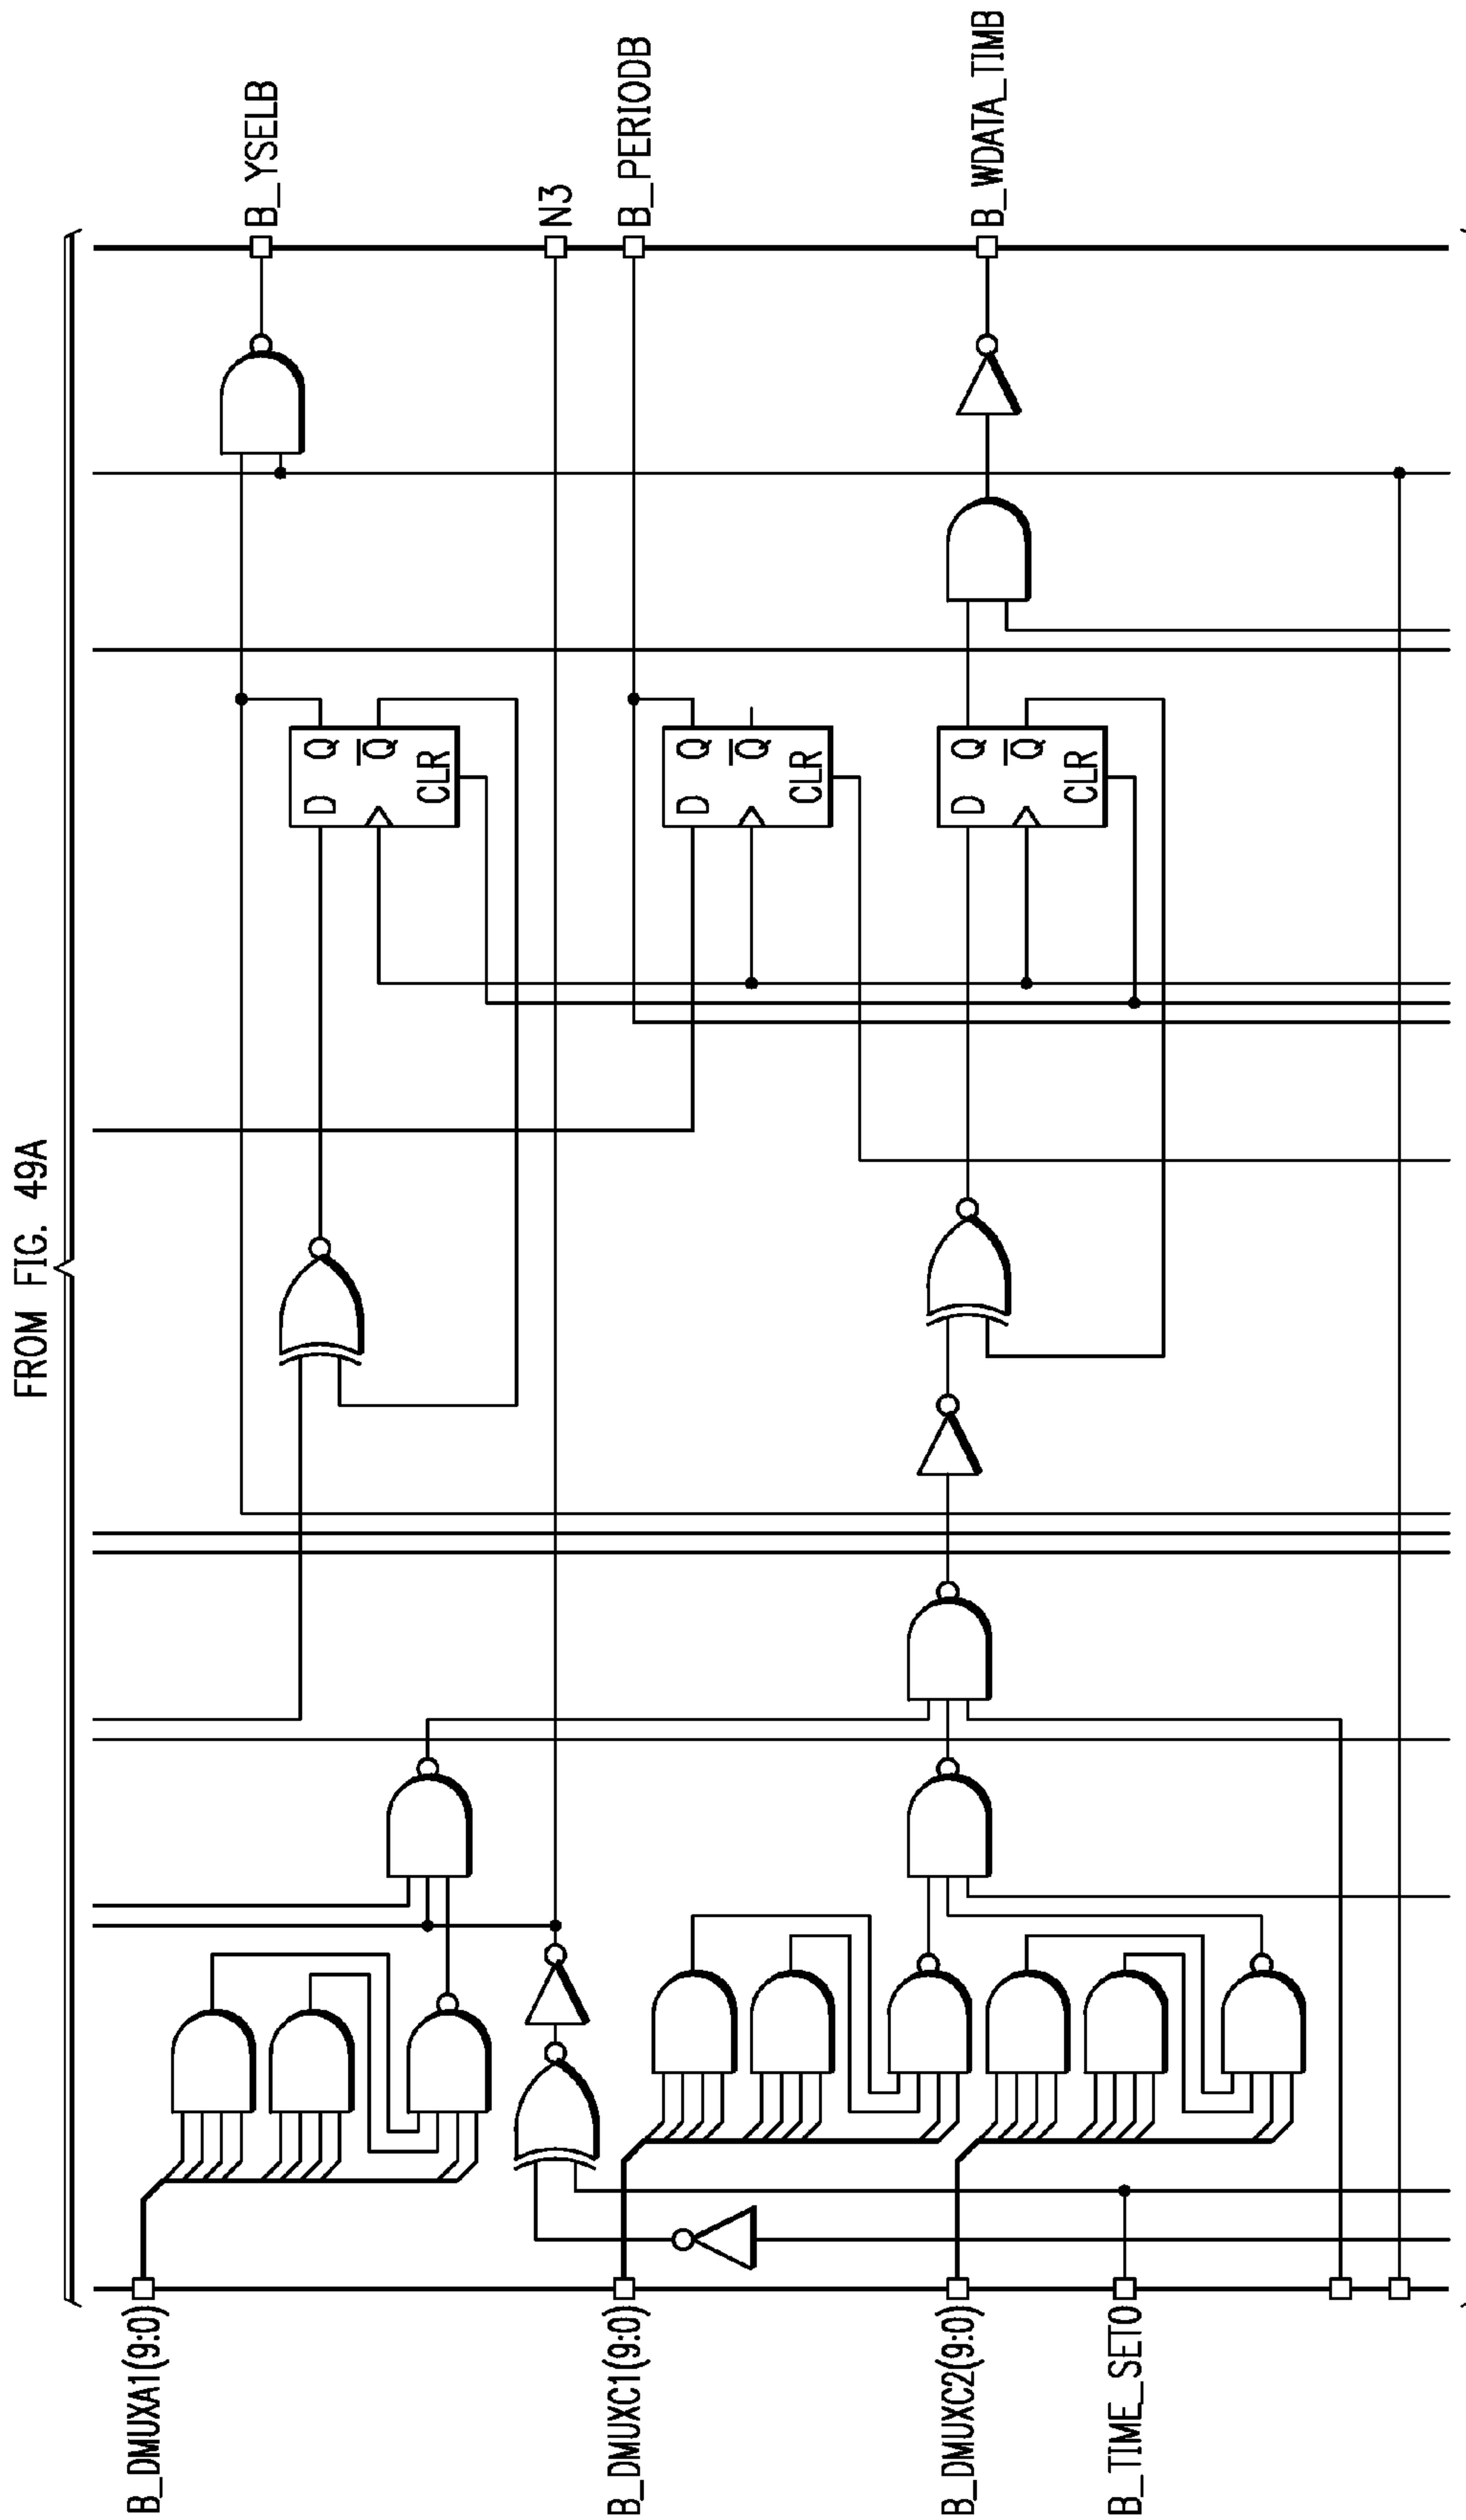 FROM FIG. 49A
B_YSELB
N3
B_PERIODB
B_WDATA_TIMB
D Q
Q
CLR
D Q
Q
CLR
D Q
Q
CLR
B_DMUXA1(9:0)
B_DMUXC1(9:0)
B_DMUXC2(9:0)
B_TIME_SET0